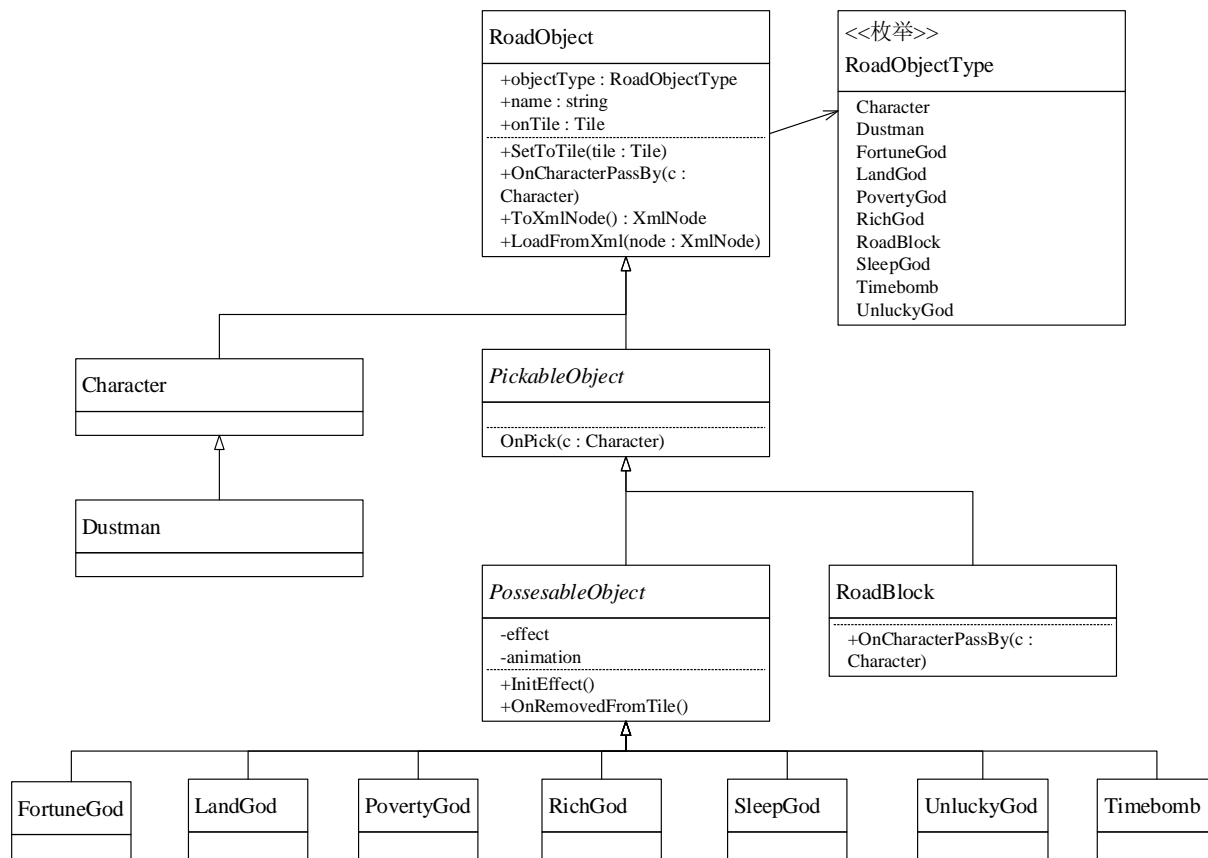 RoadObject
+objectType : RoadObjectType
+name : string
+onTile : Tile
+SetToTile(tile : Tile)
+OnCharacterPassBy(c :
Character)
+ToXmlNode() : XmlNode
+LoadFromXml(node : XmlNode)
<<枚举>>
RoadObjectType
Character
Dustman
FortuneGod
LandGod
PovertyGod
RichGod
RoadBlock
SleepGod
Timebomb
UnluckyGod
Character
PickableObject
OnPick(c : Character)
Dustman
PossesableObject
-effect
-animation
+InitEffect()
+OnRemovedFromTile()
RoadBlock
+OnCharacterPassBy(c :
Character)
FortuneGod
LandGod
PovertyGod
RichGod
SleepGod
UnluckyGod
Timebomb